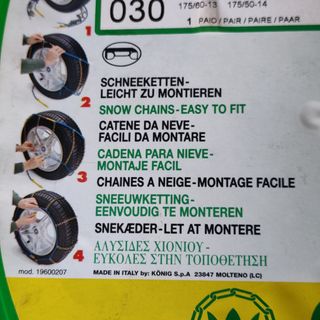 030
175/60-13 175/50-14
1 PAIO / PAIR / PAIRE / PAAR
1
SCHNEEKETTEN-
LEICHT ZU MONTIEREN
2
SNOW CHAINS-EASY TO FIT
CATENE DA NEVE-
FACILI DA MONTARE
CADENA PARA NIEVE-
MONTAJE FACIL
3
CHAINES A NEIGE-MONTAGE FACILE
SNEEUWKETTING-
EENVOUDIG TE MONTEREN
SNEKÆDER-LET AT MONTERE
4
ΑΛΥΣΙΔΕΣ ΧΙΟΝΙΟΥ-
ΕΥΚΟΛΕΣ ΣΤΗΝ ΤΟΠΟΘΕΤΗΣΗ
mod. 19600207
MADE IN ITALY by: KÖNIG S.p.A 23847 MOLTENO (LC)